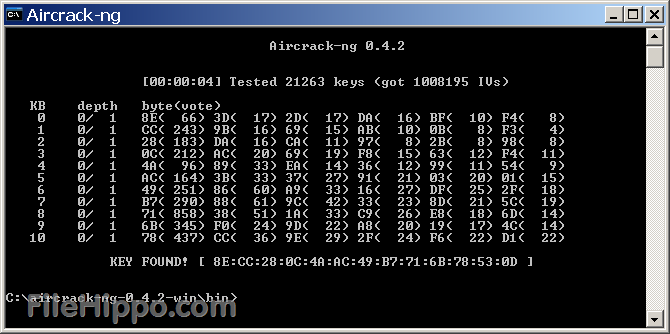 Aircrack-ng
Aircrack-ng 0.4.2
[00:00:04] Tested 21263 keys (got 1008195 IVs)
KB depth byte(vote)
0 0/ 1 8E( 66) 3D( 17) 2D( 17) DA( 16) BF( 10) F4( 8)
1 0/ 1 CC( 243) 9B( 16) 69( 15) AB( 10) 0B( 8) F3( 4)
2 0/ 1 28( 183) DA( 16) CA( 11) 97( 8) 2B( 8) 98( 8)
3 0/ 1 0C( 212) AC( 20) 69( 19) F8( 15) 63( 12) F4( 11)
4 0/ 1 4A( 96) 89( 33) EA( 14) 36( 12) 99( 11) 54( 9)
5 0/ 1 AC( 164) 3B( 33) 37( 27) 91( 21) 03( 20) 01( 15)
6 0/ 1 49( 251) 86( 60) A9( 33) 16( 27) DF( 25) 2F( 18)
7 0/ 1 B7( 290) 88( 61) 9C( 42) 33( 23) 8D( 21) 5C( 19)
8 0/ 1 71( 858) 38( 51) 1A( 33) C9( 26) E8( 18) 6D( 14)
9 0/ 1 6B( 345) F0( 24) 9D( 22) A8( 20) 19( 17) 4C( 14)
10 0/ 1 78( 437) CC( 36) 9E( 29) 2F( 24) F6( 22) D1( 22)
KEY FOUND! [ 8E:CC:28:0C:4A:AC:49:B7:71:6B:78:53:0D ]
C:\aircrack-ng-0.4.2-win\bin>
FileHippo.com